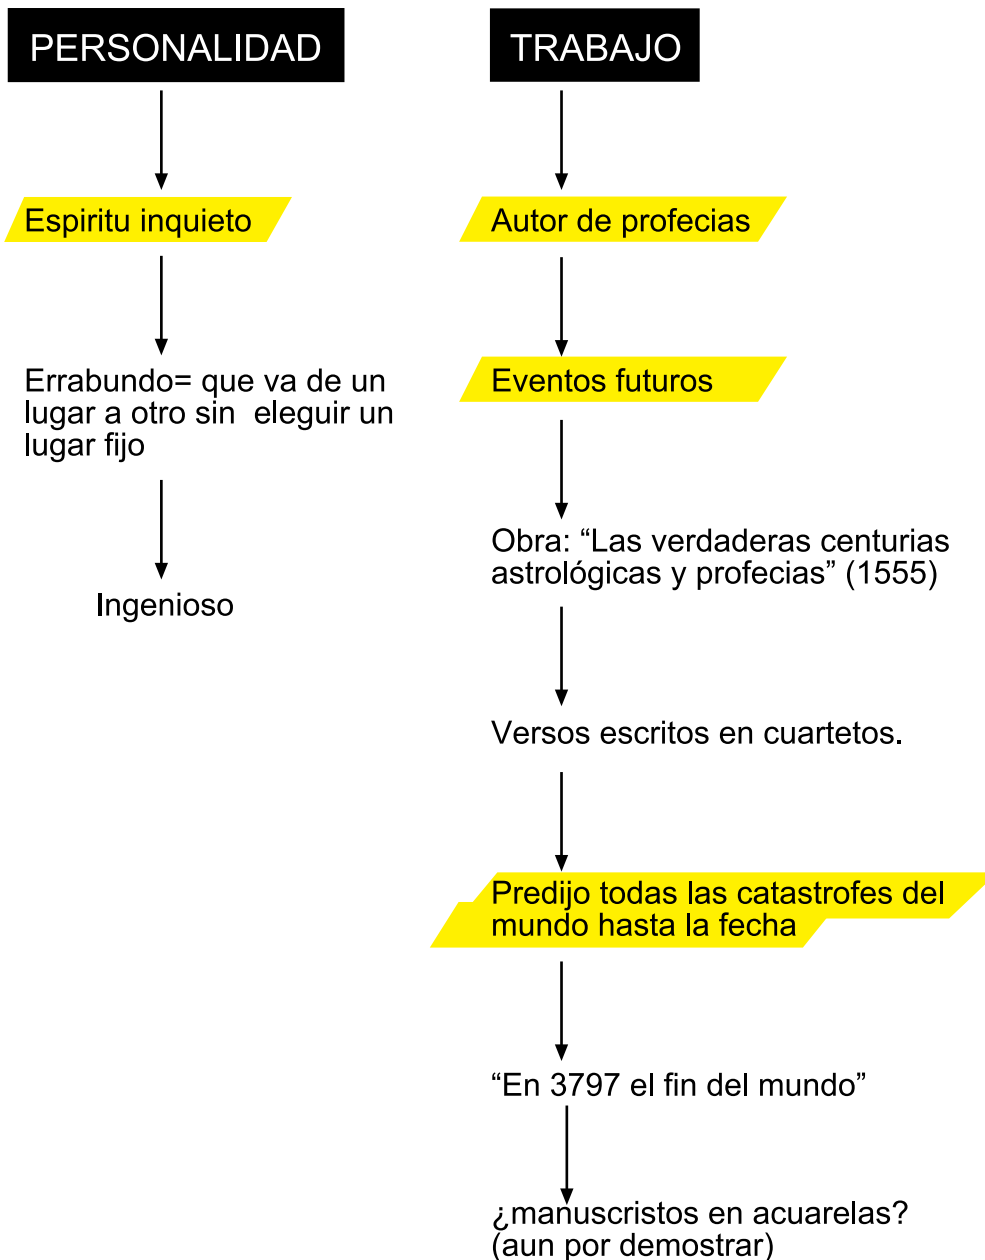 PERSONALIDAD
Espiritu inquieto
Errabundo= que va de un
lugar a otro sin  eleguir un
lugar fijo
Ingenioso
TRABAJO
Autor de profecias
Eventos futuros
Obra: “Las verdaderas centurias
astrológicas y profecias” (1555)
Versos escritos en cuartetos.
Predijo todas las catastrofes del
mundo hasta la fecha
“En 3797 el fin del mundo”
¿manuscristos en acuarelas?
(aun por demostrar)